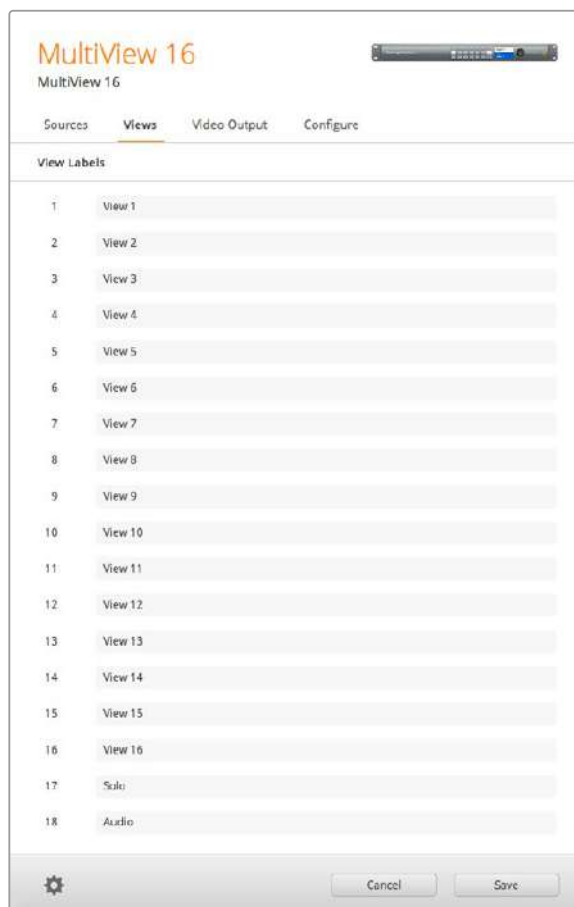 MultiView 16
MultiView 16
Sources Views Video Output Configure
View Labels
1 View 1
2 View 2
3 View 3
4 View 4
5 View 5
6 View 6
7 View 7
8 View 8
9 View 9
10 View 10
11 View 11
12 View 12
13 View 13
14 View 14
15 View 15
16 View 16
17 Solo
18 Audio
Cancel Save